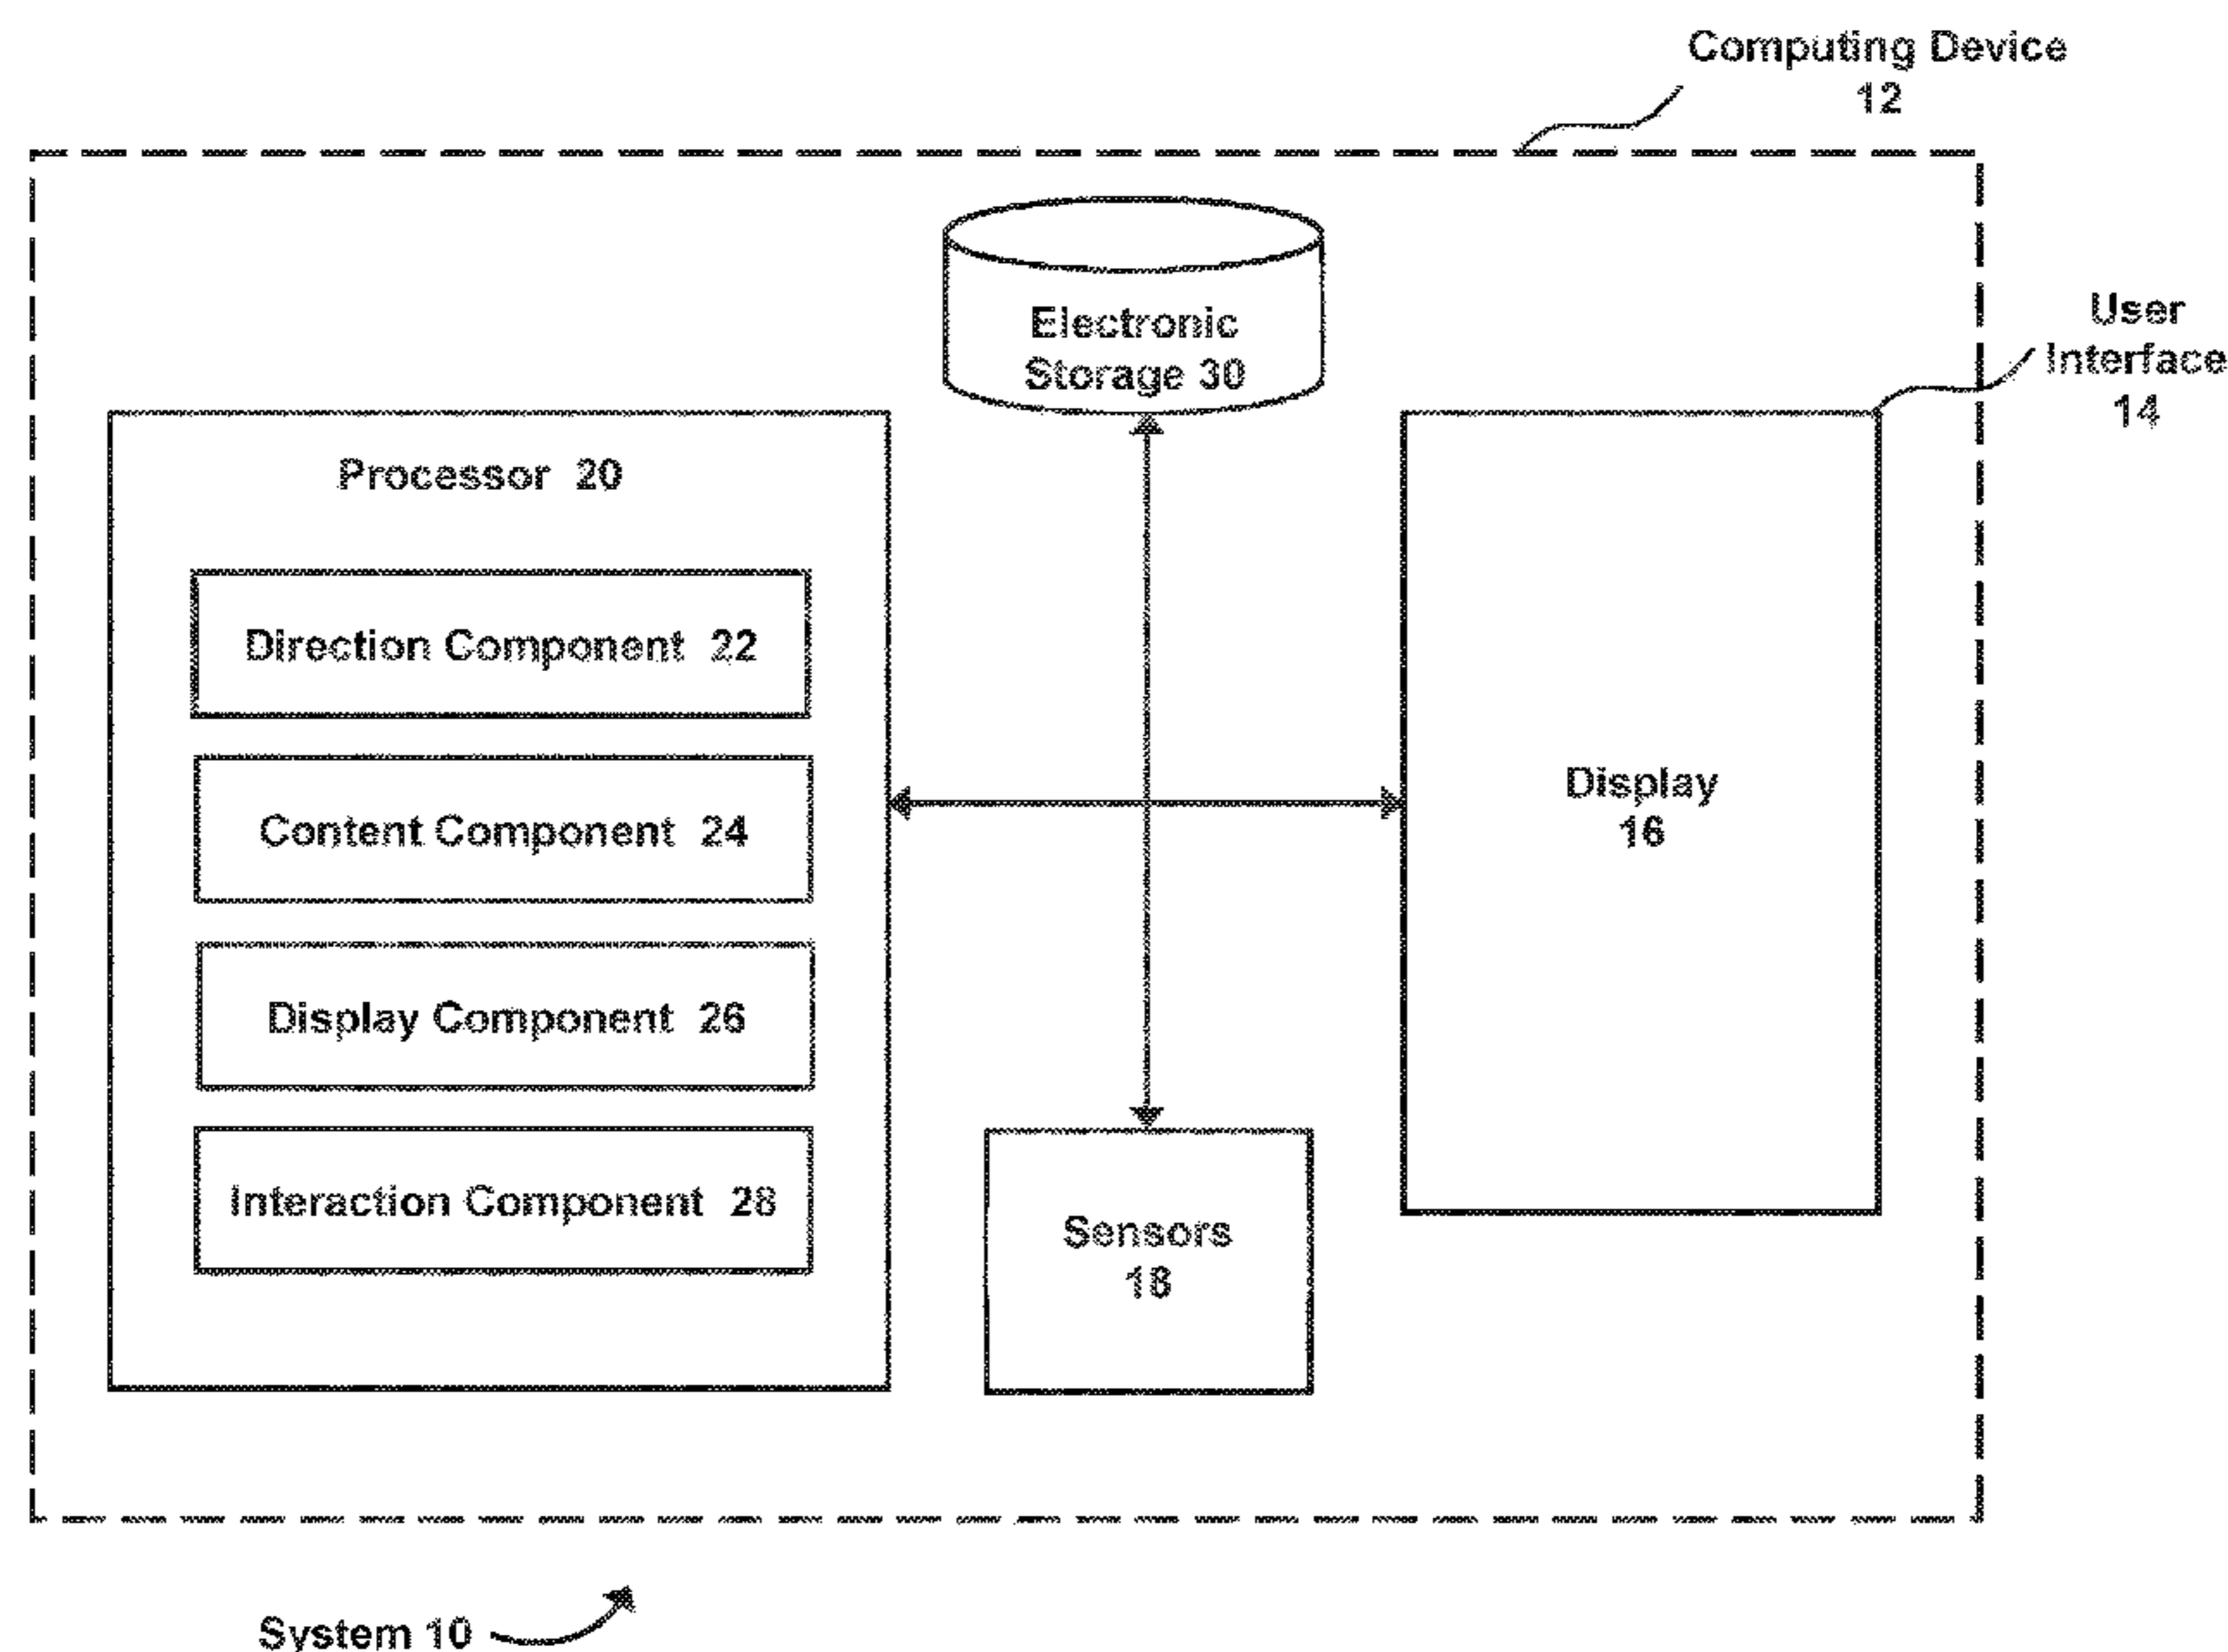 Computing Device
12
User
Interface
14
Electronic
Storage 30
Processor 20
Direction Component 22
Content Component 24
Display Component 26
Interaction Component 28
Display
16
Sensors
18
System 10